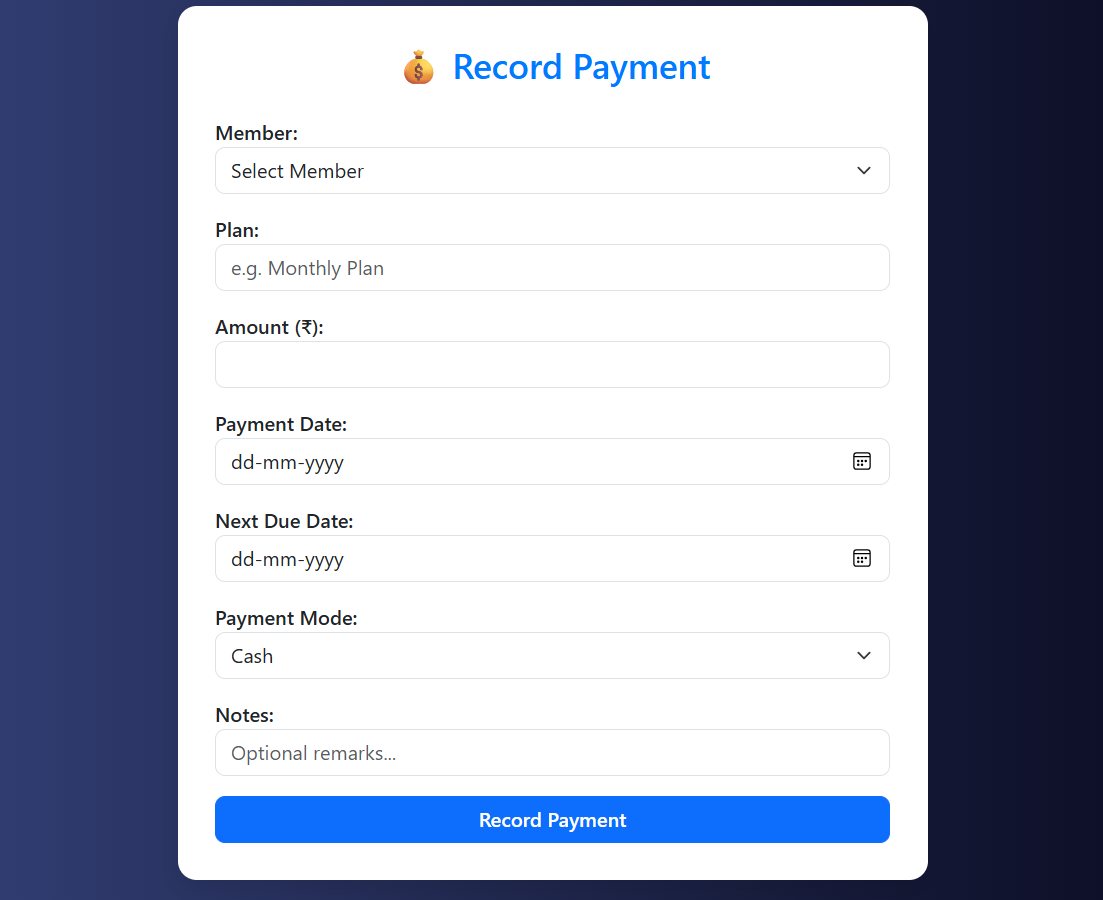 Record Payment
Member:
Select Member
Plan:
e.g. Monthly Plan
Amount (₹):
Payment Date:
dd-mm-yyyy
Next Due Date:
dd-mm-yyyy
Payment Mode:
Cash
Notes:
Optional remarks...
Record Payment